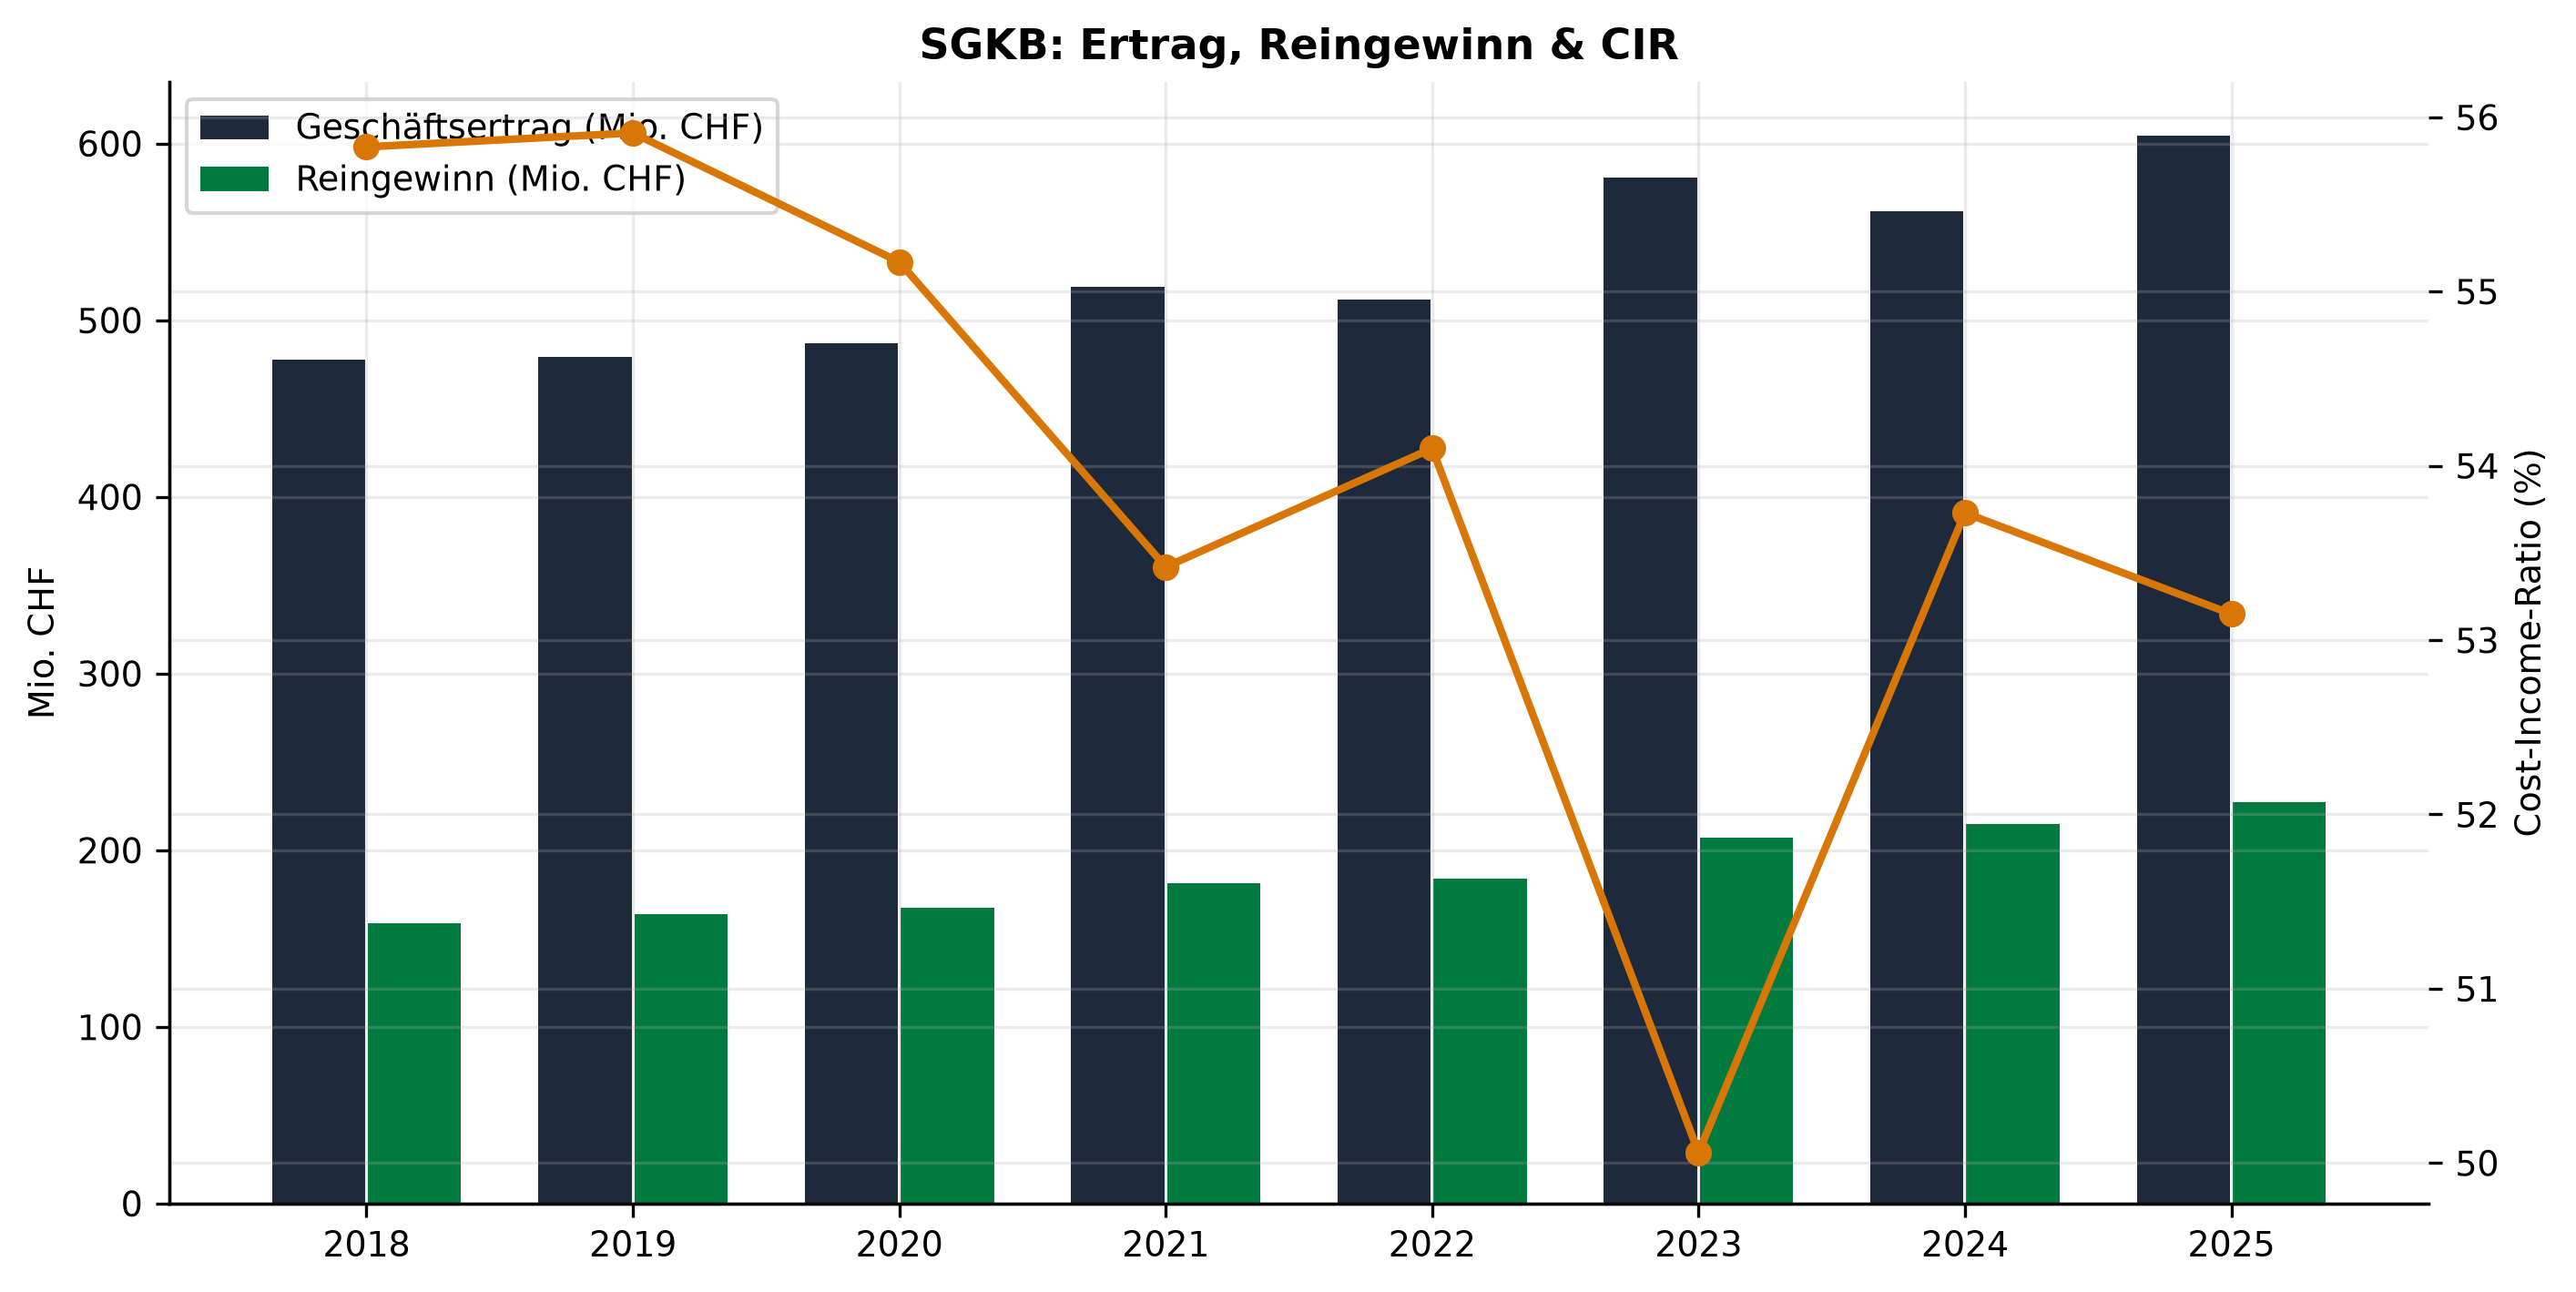 SGKB: Ertrag, Reingewinn & CIR
Geschäftsertrag (Mio. CHF)
Reingewinn (Mio. CHF)
Mio. CHF
600
500
400
300
200
100
0
56
55
54
53
52
51
50
Cost-Income-Ratio (%)
2018 2019 2020 2021 2022 2023 2024 2025